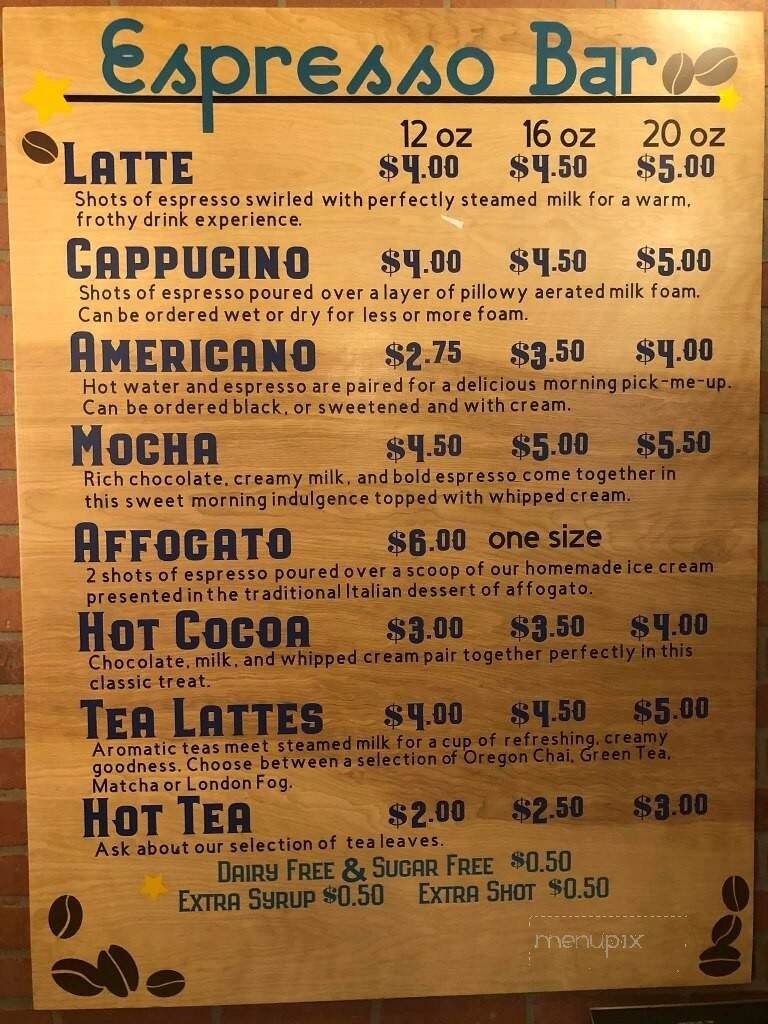 Espresso Bar
12 oz 16 oz 20 oz
LATTE $4.00 $4.50 $5.00
Shots of espresso swirled with perfectly steamed milk for a warm,
frothy drink experience.
CAPPUCINO $4.00 $4.50 $5.00
Shots of espresso poured over a layer of pillowy aerated milk foam.
Can be ordered wet or dry for less or more foam.
AMERICANO $2.75 $3.50 $4.00
Hot water and espresso are paired for a delicious morning pick-me-up.
Can be ordered black, or sweetened and with cream.
MOCHA $4.50 $5.00 $5.50
Rich chocolate, creamy milk, and bold espresso come together in
this sweet morning indulgence topped with whipped cream.
AFFOGATO $6.00 one size
2 shots of espresso poured over a scoop of our homemade ice cream
presented in the traditional Italian dessert of affogato.
HOT COCOA $3.00 $3.50 $4.00
Chocolate, milk, and whipped cream pair together perfectly in this
classic treat.
TEA LATTES $4.00 $4.50 $5.00
Aromatic teas meet steamed milk for a cup of refreshing, creamy
goodness. Choose between a selection of Oregon Chai, Green Tea,
Matcha or London Fog.
HOT TEA $2.00 $2.50 $3.00
Ask about our selection of tea leaves.
DAIRY FREE & SUGAR FREE $0.50
EXTRA SYRUP $0.50 EXTRA SHOT $0.50
menupix